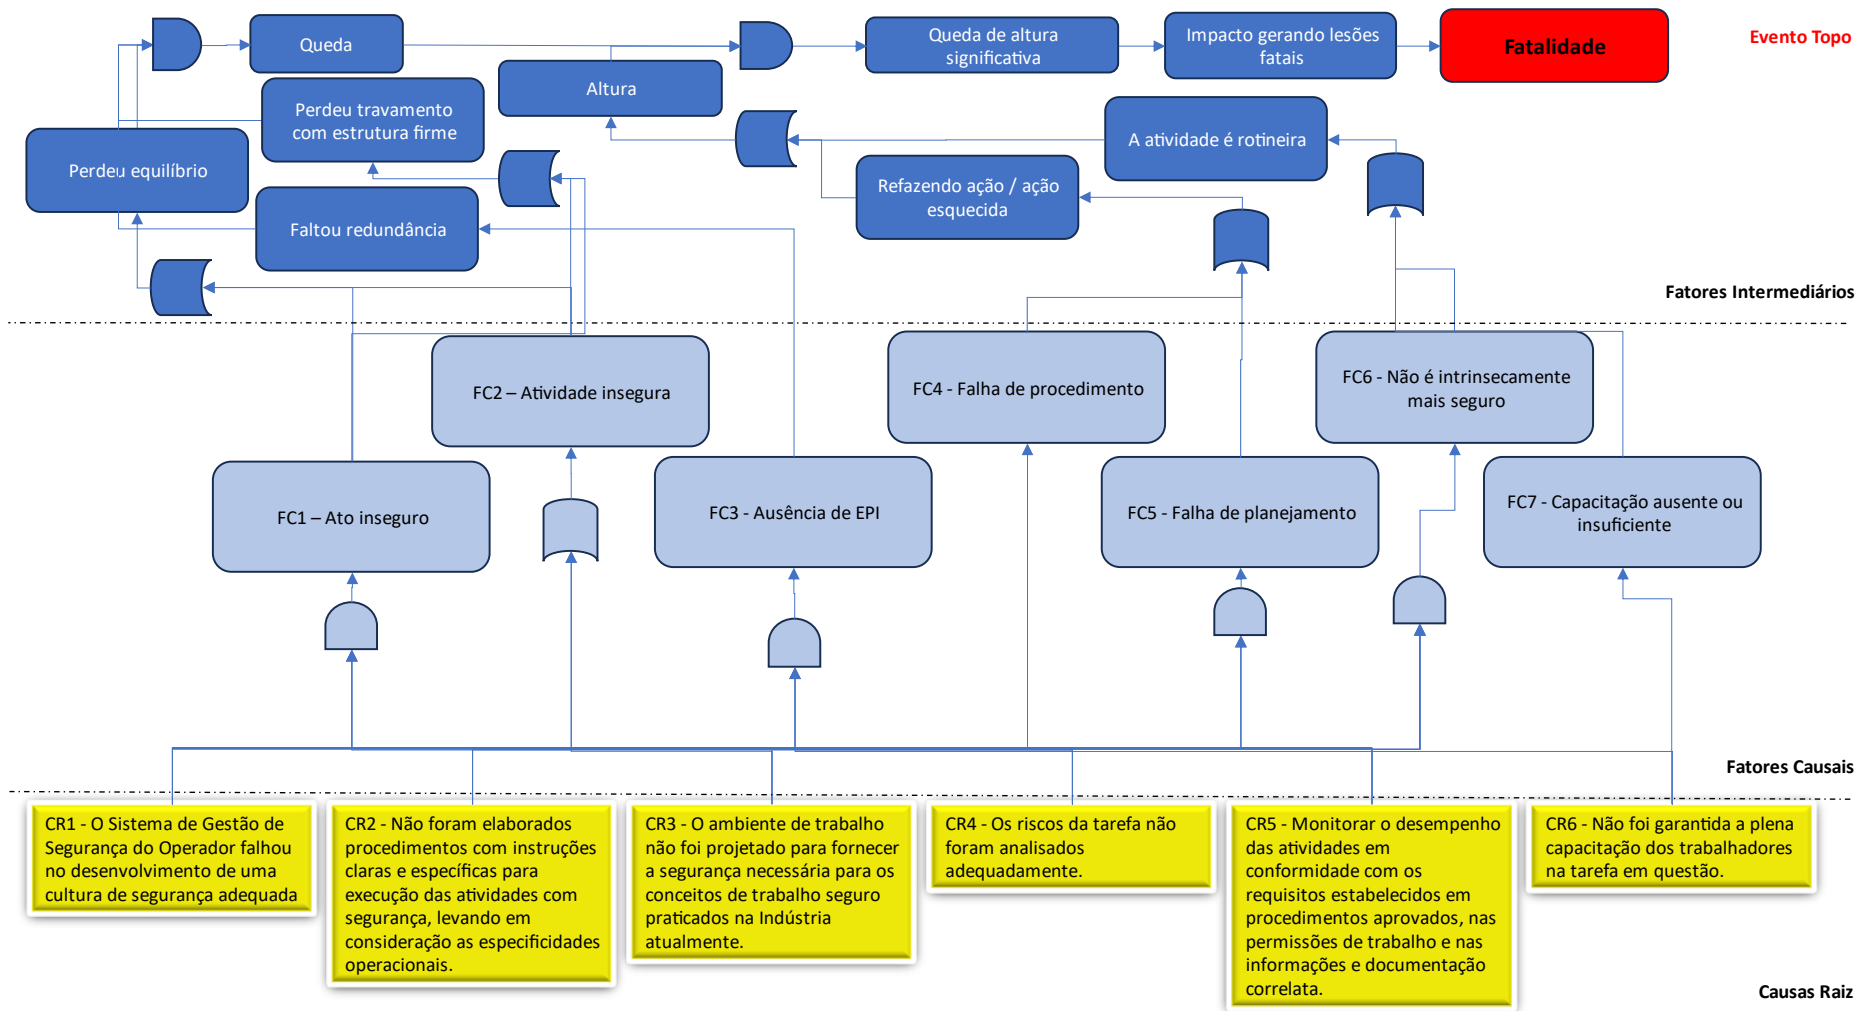 Queda
Queda de altura
significativa
Impacto gerando lesões
fatais
Fatalidade
Evento Topo
Perdeu travamento
com estrutura firme
Altura
Perdeu equilíbrio
A atividade é rotineira
Refazendo ação / ação
esquecida
Faltou redundância
Fatores Intermediários
FC2 – Atividade insegura
FC4 - Falha de procedimento
FC6 - Não é intrinsecamente
mais seguro
FC1 – Ato inseguro
FC3 - Ausência de EPI
FC5 - Falha de planejamento
FC7 - Capacitação ausente ou
insuficiente
Fatores Causais
CR1 - O Sistema de Gestão de
Segurança do Operador falhou
no desenvolvimento de uma
cultura de segurança adequada
CR2 - Não foram elaborados
procedimentos com instruções
claras e específicas para
execução das atividades com
segurança, levando em
consideração as especificidades
operacionais.
CR3 - O ambiente de trabalho
não foi projetado para fornecer
a segurança necessária para os
conceitos de trabalho seguro
praticados na Indústria
atualmente.
CR4 - Os riscos da tarefa não
foram analisados
adequadamente.
CR5 - Monitorar o desempenho
das atividades em
conformidade com os
requisitos estabelecidos em
procedimentos aprovados, nas
permissões de trabalho e nas
informações e documentação
correlata.
CR6 - Não foi garantida a plena
capacitação dos trabalhadores
na tarefa em questão.
Causas Raiz